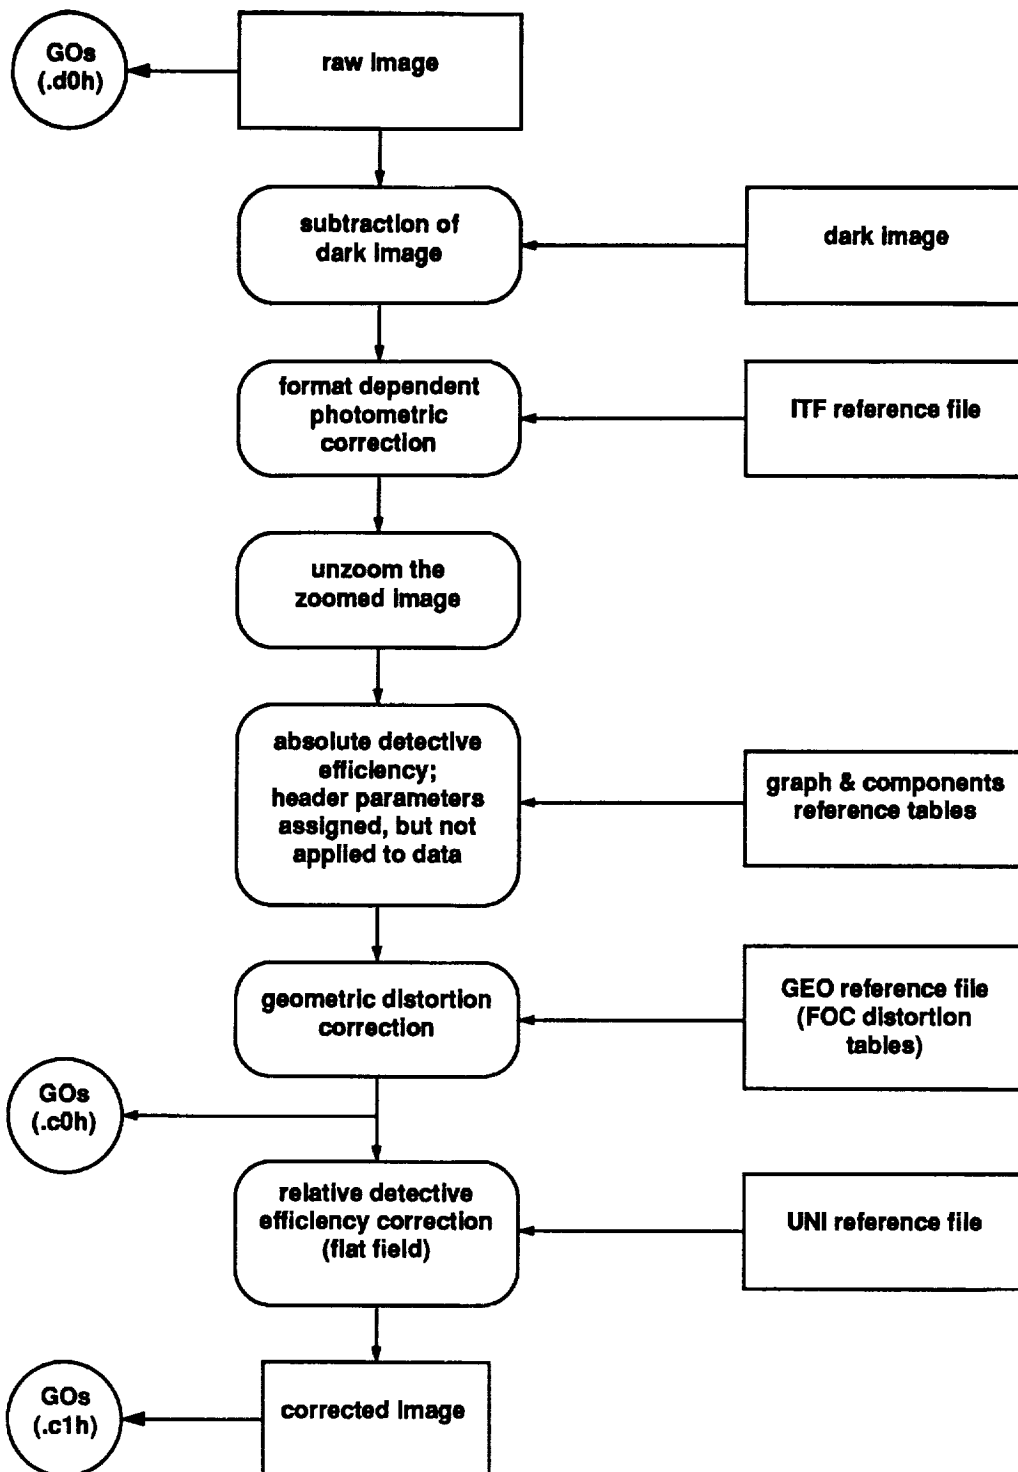 GOs
(.d0h)
raw image
subtraction of
dark image
dark image
format dependent
photometric
correction
ITF reference file
unzoom the
zoomed image
absolute detective
efficiency;
header parameters
assigned, but not
applied to data
graph & components
reference tables
geometric distortion
correction
GEO reference file
(FOC distortion
tables)
GOs
(.c0h)
relative detective
efficiency correction
(flat field)
UNI reference file
GOs
(.c1h)
corrected image